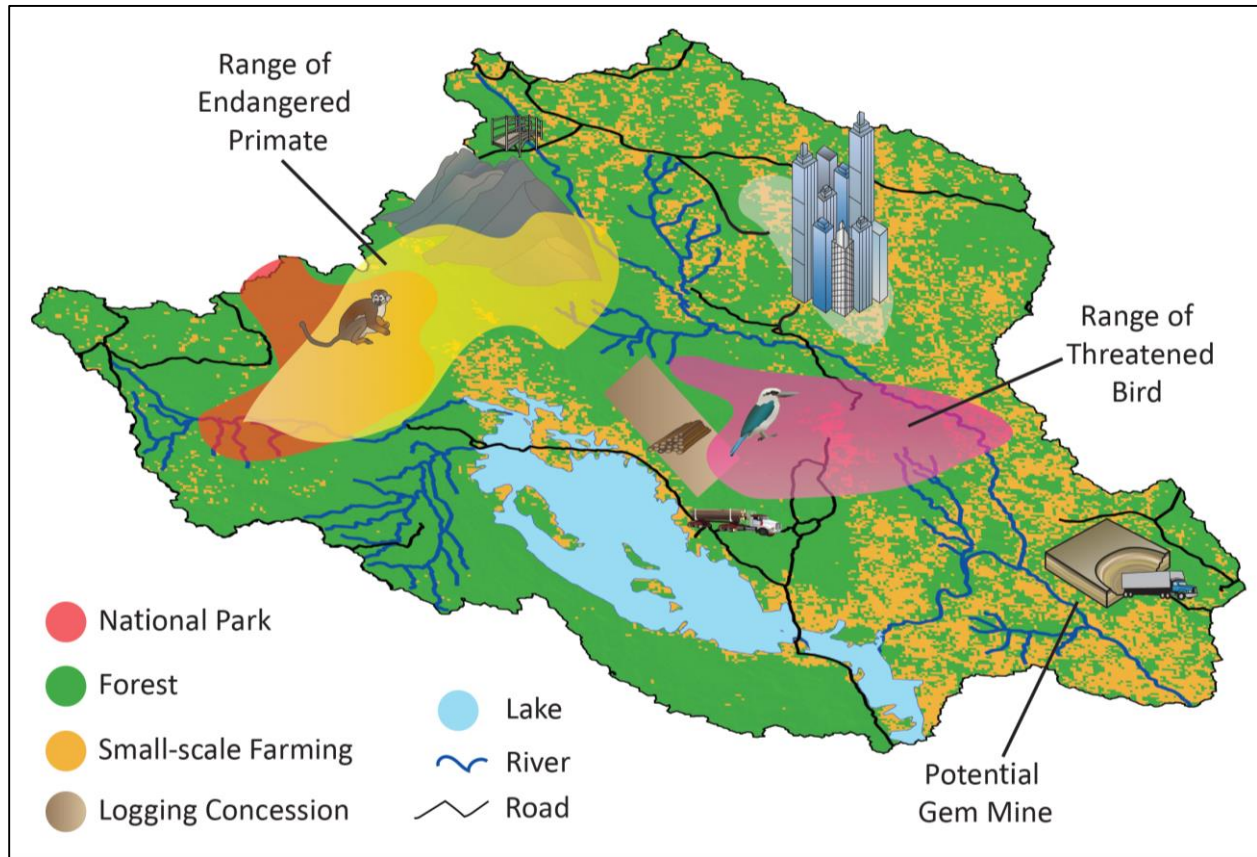 Range of
Endangered
Primate
Range of
Threatened
Bird
National Park
Forest
Small-scale Farming
Logging Concession
Lake
River
Road
Potential
Gem Mine